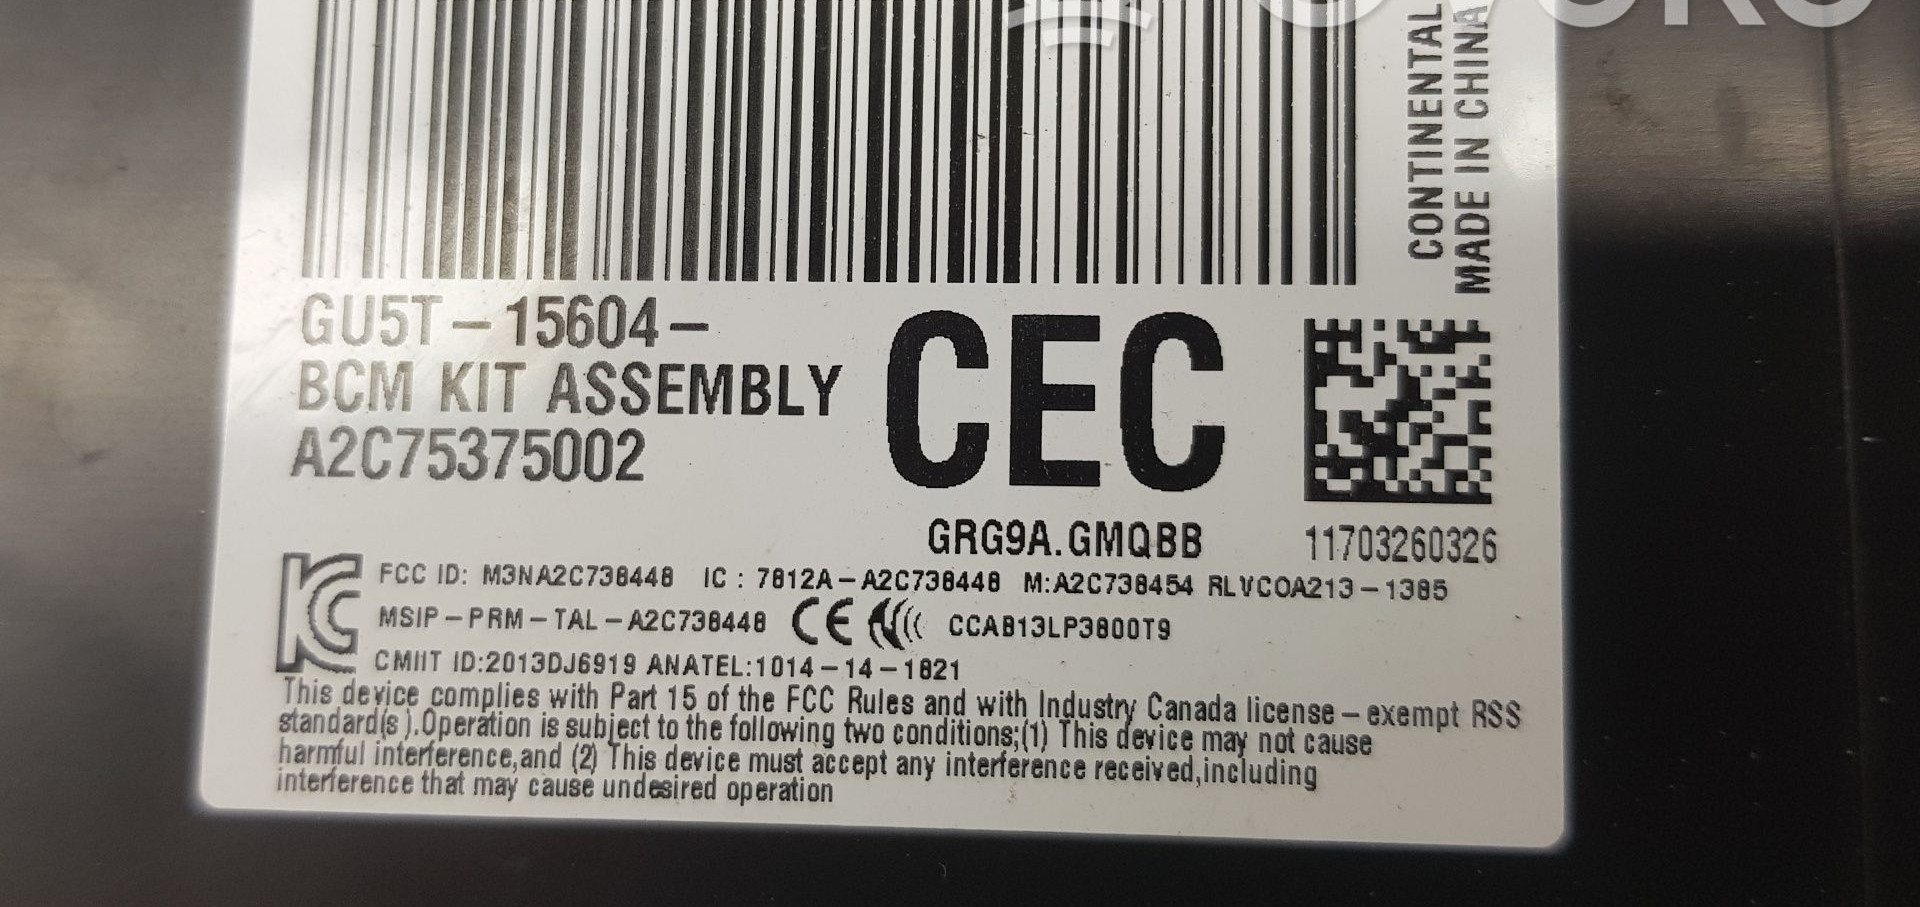 CONTINENTAL
MADE IN CHINA
GU5T-15604-
BCM KIT ASSEMBLY
A2C75375002
CEC
GRG9A.GMQBB
11703260326
FCC ID: M3NA2C738448 IC : 7812A-A2C738448 M:A2C738454 RLVCOA213-1385
MSIP-PRM-TAL-A2C738448 CE CCAB13LP3800T9
CMIIT ID:2013DJ6919 ANATEL:1014-14-1821
This device complies with Part 15 of the FCC Rules and with Industry Canada license-exempt RSS
standard(s).Operation is subject to the following two conditions;(1) This device may not cause
harmful interference,and (2) This device must accept any interference received,including
interference that may cause undesired operation